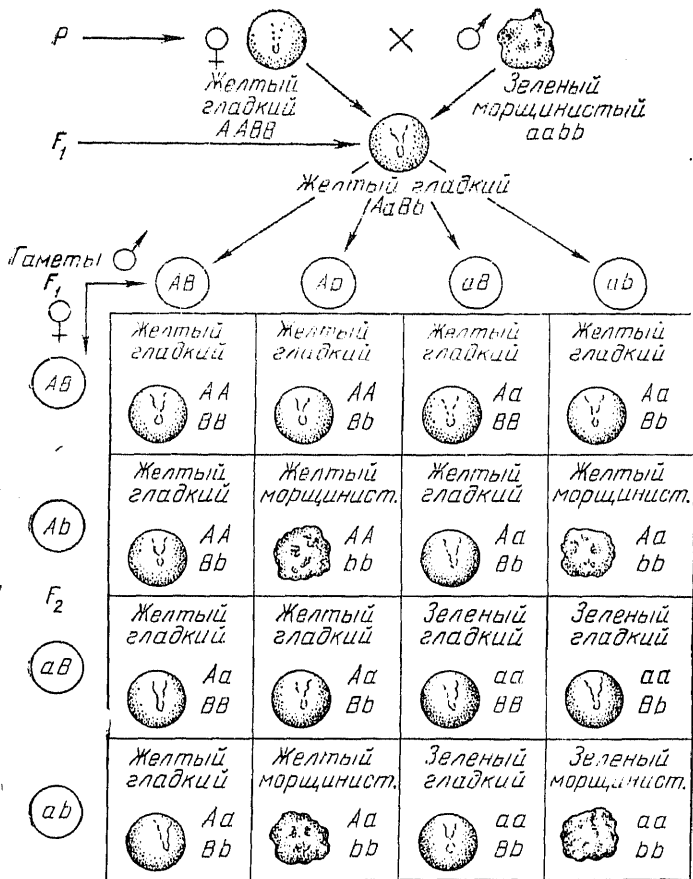 P ♀ × ♂
Желтый
гладкий
AABB
Зеленый
морщинистый
aabb
F₁
Желтый гладкий
AaBb
Гаметы ♂
F₁
♀
AB Ab aB ab
AB
Желтый гладкий AA BB
Желтый гладкий AA Bb
Желтый гладкий Aa BB
Желтый гладкий Aa Bb
Ab
Желтый гладкий AA Bb
Желтый морщинист. AA bb
Желтый гладкий Aa Bb
Желтый морщинист. Aa bb
F₂
aB
Желтый гладкий Aa BB
Желтый гладкий Aa Bb
Зеленый гладкий aa BB
Зеленый гладкий aa Bb
ab
Желтый гладкий Aa Bb
Желтый морщинист. Aa bb
Зеленый гладкий aa Bb
Зеленый морщинист. aa bb